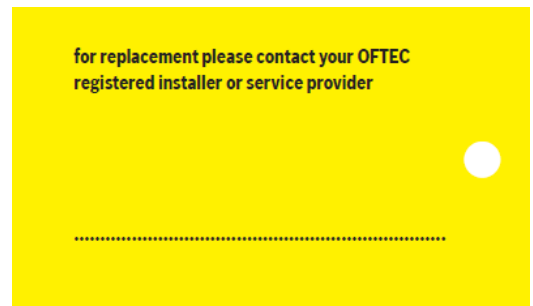 for replacement please contact your OFTEC
registered installer or service provider
.......................................................................